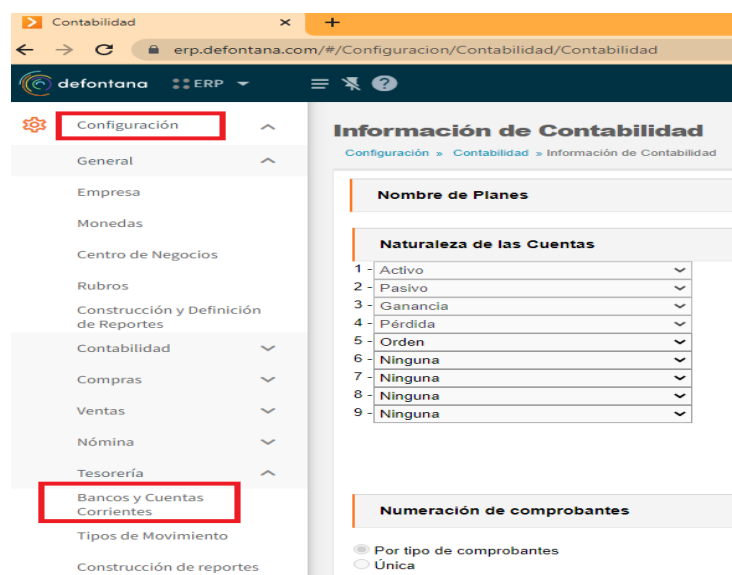 Contabilidad
erp.defontana.com/#/Configuracion/Contabilidad/Contabilidad
defontana ERP
Configuración
General
Empresa
Monedas
Centro de Negocios
Rubros
Construcción y Definición
de Reportes
Contabilidad
Compras
Ventas
Nómina
Tesorería
Bancos y Cuentas
Corrientes
Tipos de Movimiento
Construcción de reportes
Información de Contabilidad
Configuración » Contabilidad » Información de Contabilidad
Nombre de Planes
Naturaleza de las Cuentas
1 - Activo
2 - Pasivo
3 - Ganancia
4 - Pérdida
5 - Orden
6 - Ninguna
7 - Ninguna
8 - Ninguna
9 - Ninguna
Numeración de comprobantes
Por tipo de comprobantes
Única